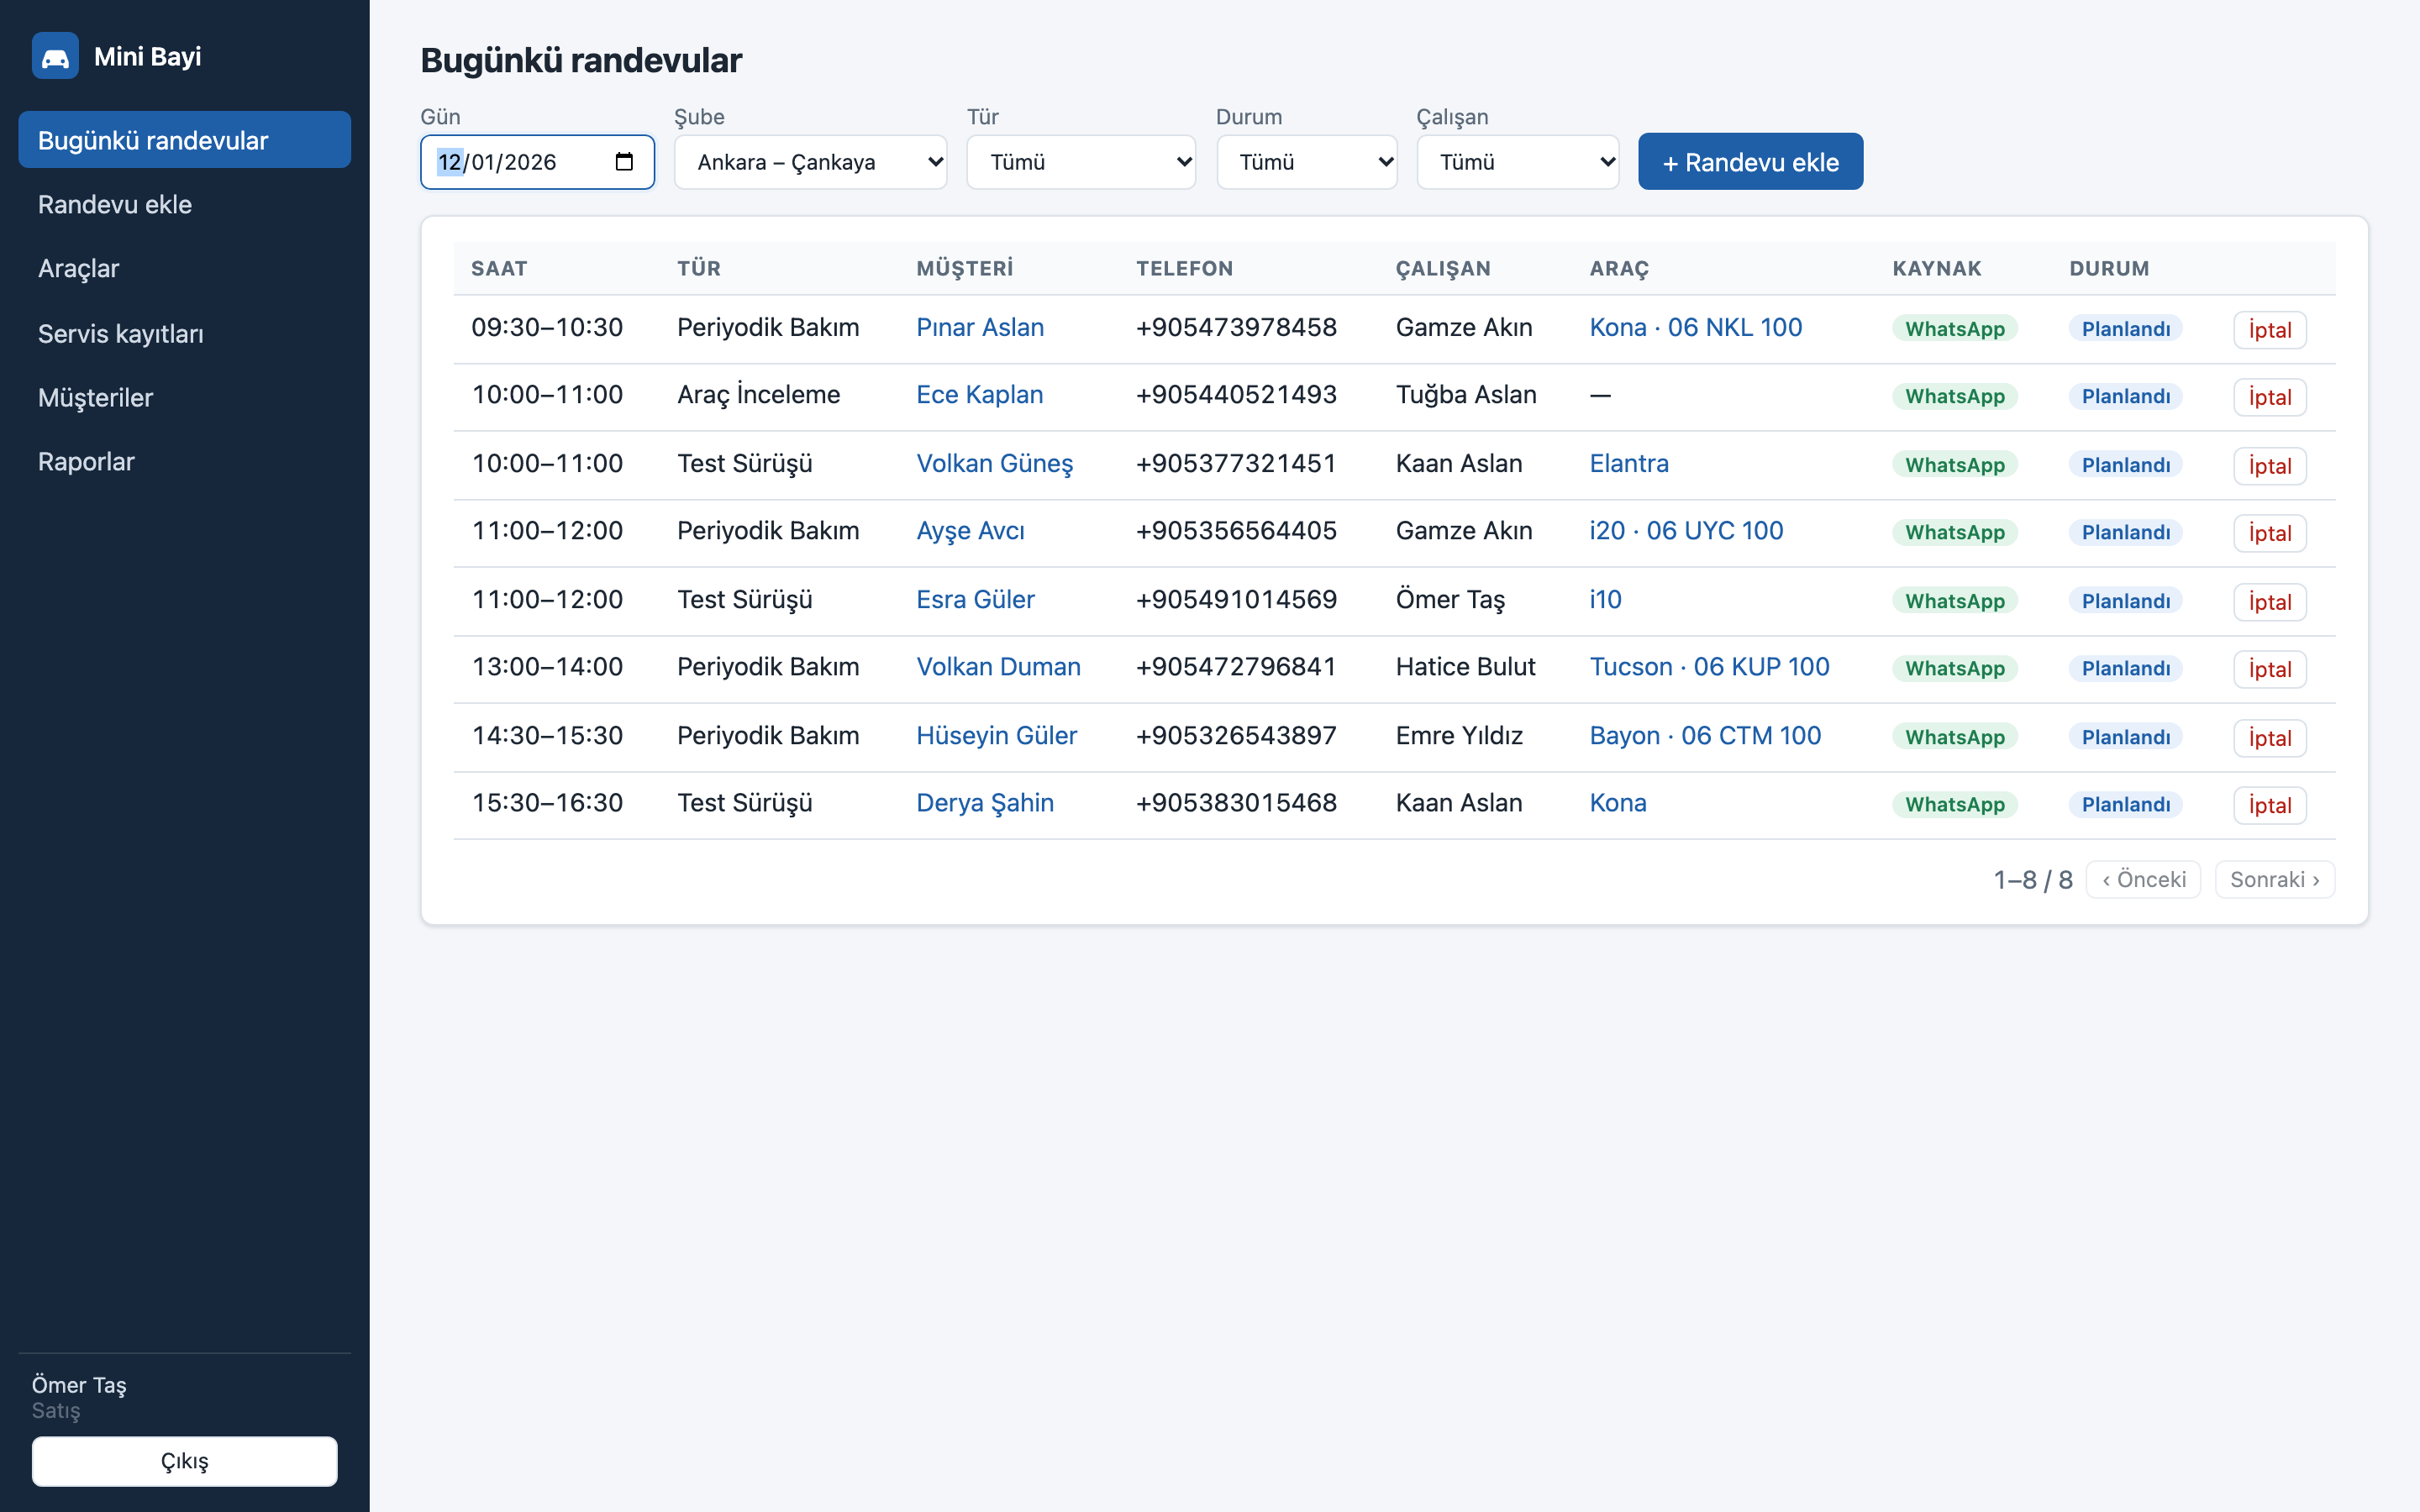 Mini Bayi
Bugünkü randevular
Randevu ekle
Araçlar
Servis kayıtları
Müşteriler
Raporlar
Ömer Taş
Satış
Çıkış
Bugünkü randevular
Gün Şube Tür Durum Çalışan
12/01/2026 Ankara – Çankaya Tümü Tümü Tümü + Randevu ekle
SAAT TÜR MÜŞTERİ TELEFON ÇALIŞAN ARAÇ KAYNAK DURUM
09:30–10:30 Periyodik Bakım Pınar Aslan +905473978458 Gamze Akın Kona · 06 NKL 100 WhatsApp Planlandı İptal
10:00–11:00 Araç İnceleme Ece Kaplan +905440521493 Tuğba Aslan — WhatsApp Planlandı İptal
10:00–11:00 Test Sürüşü Volkan Güneş +905377321451 Kaan Aslan Elantra WhatsApp Planlandı İptal
11:00–12:00 Periyodik Bakım Ayşe Avcı +905356564405 Gamze Akın i20 · 06 UYC 100 WhatsApp Planlandı İptal
11:00–12:00 Test Sürüşü Esra Güler +905491014569 Ömer Taş i10 WhatsApp Planlandı İptal
13:00–14:00 Periyodik Bakım Volkan Duman +905472796841 Hatice Bulut Tucson · 06 KUP 100 WhatsApp Planlandı İptal
14:30–15:30 Periyodik Bakım Hüseyin Güler +905326543897 Emre Yıldız Bayon · 06 CTM 100 WhatsApp Planlandı İptal
15:30–16:30 Test Sürüşü Derya Şahin +905383015468 Kaan Aslan Kona WhatsApp Planlandı İptal
1–8 / 8 ‹ Önceki Sonraki ›